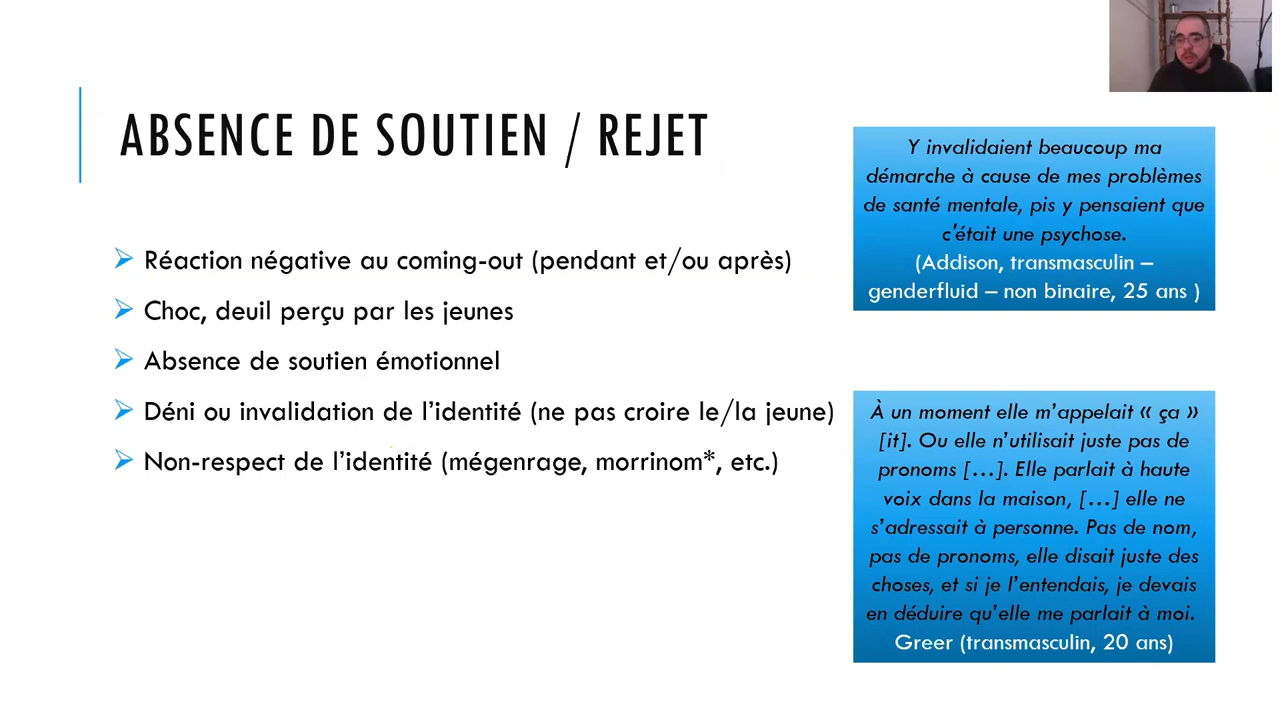 ABSENCE DE SOUTIEN / REJET
Réaction négative au coming-out (pendant et/ou après)
Choc, deuil perçu par les jeunes
Absence de soutien émotionnel
Déni ou invalidation de l'identité (ne pas croire le/la jeune)
Non-respect de l'identité (mégenrage, morrinom*, etc.)
Y invalidaient beaucoup ma
démarche à cause de mes problèmes
de santé mentale, pis y pensaient que
c'était une psychose.
(Addison, transmasculin –
genderfluid – non binaire, 25 ans )
À un moment elle m'appelait « ça »
[it]. Ou elle n'utilisait juste pas de
pronoms […]. Elle parlait à haute
voix dans la maison, […] elle ne
s'adressait à personne. Pas de nom,
pas de pronoms, elle disait juste des
choses, et si je l'entendais, je devais
en déduire qu'elle me parlait à moi.
Greer (transmasculin, 20 ans)